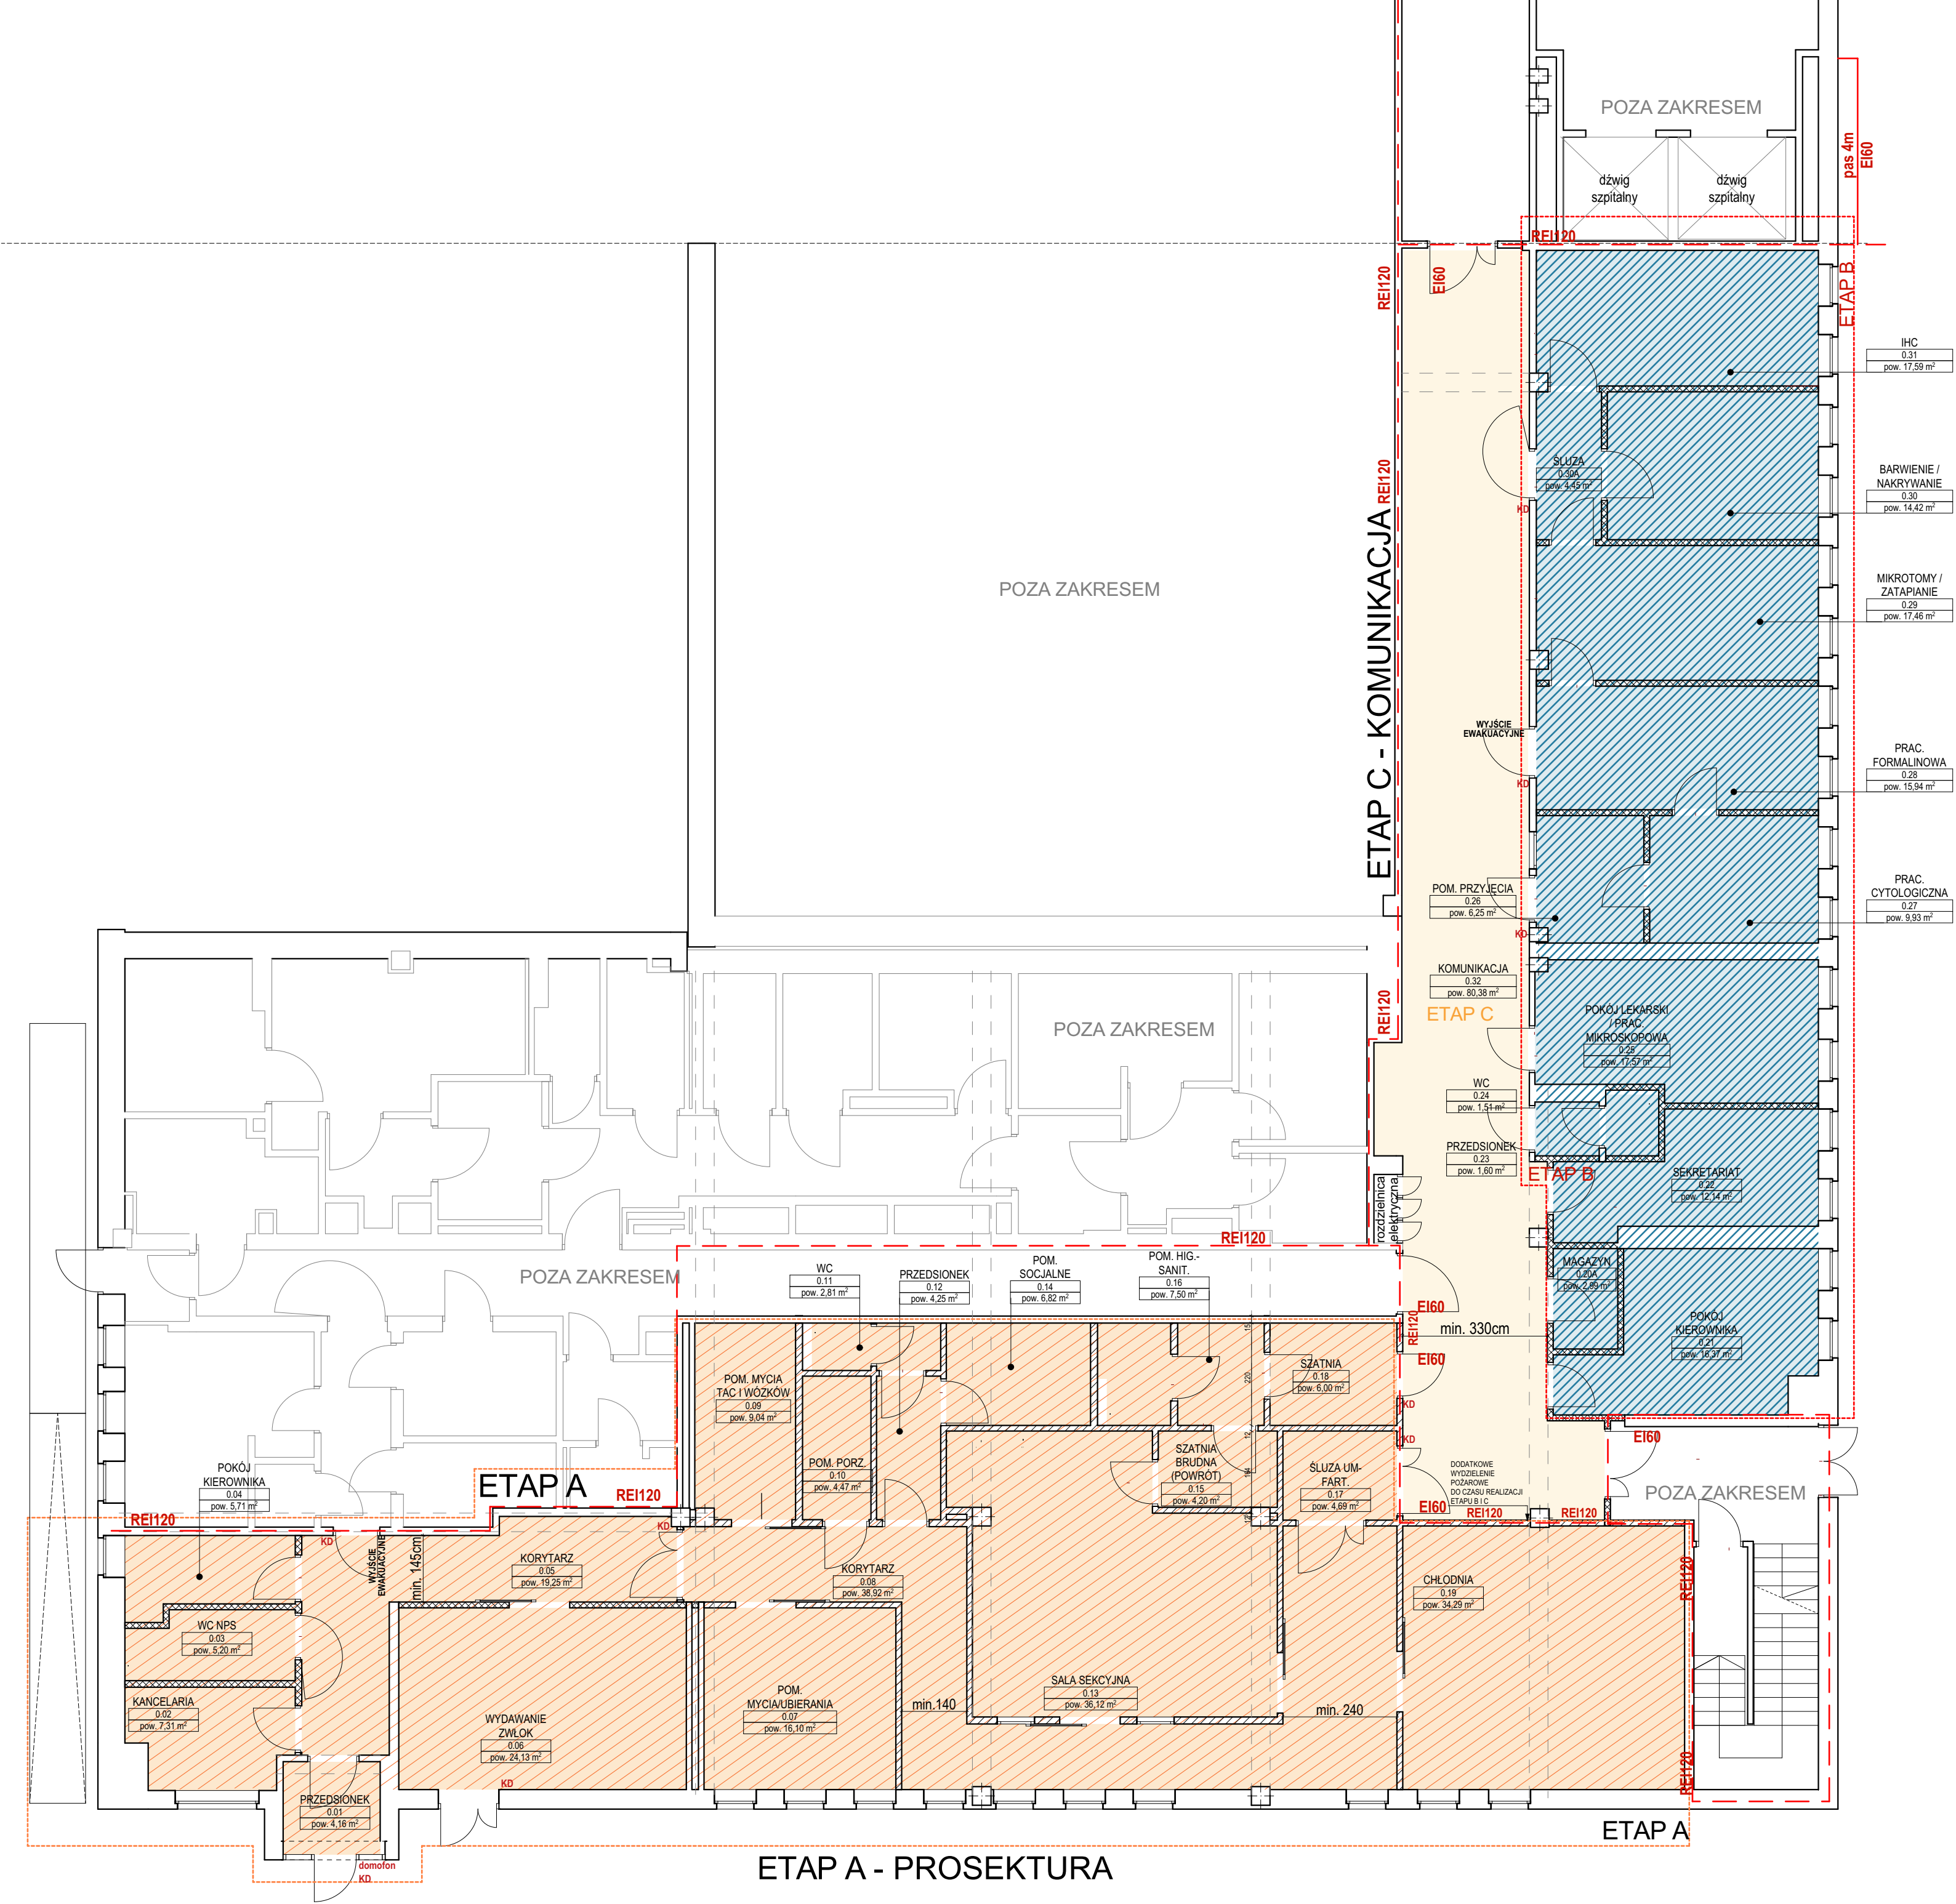 POZA ZAKRESEM
dźwig
szpitalny
dźwig
szpitalny
pas 4m
EI60
REI120
REI120
EI60
ETAP B
IHC
0.31
pow. 17,59 m²
ŚLUZA
0.30A
pow. 4,45 m²
BARWIENIE /
NAKRYWANIE
0.30
pow. 14,42 m²
REI120
KD
ETAP C - KOMUNIKACJA
POZA ZAKRESEM
MIKROTOMY /
ZATAPIANIE
0.29
pow. 17,46 m²
WYJŚCIE
EWAKUACYJNE
KD
PRAC.
FORMALINOWA
0.28
pow. 15,94 m²
POM. PRZYJĘCIA
0.26
pow. 6,25 m²
KD
PRAC.
CYTOLOGICZNA
0.27
pow. 9,93 m²
KOMUNIKACJA
0.32
pow. 80,38 m²
ETAP C
REI120
POZA ZAKRESEM
POKÓJ LEKARSKI
/ PRAC.
MIKROSKOPOWA
0.25
pow. 17,57 m²
WC
0.24
pow. 1,51 m²
PRZEDSIONEK
0.23
pow. 1,60 m²
ETAP B
SEKRETARIAT
0.22
pow. 12,14 m²
rozdzielnica
elektryczna
REI120
POZA ZAKRESEM
WC
0.11
pow. 2,81 m²
PRZEDSIONEK
0.12
pow. 4,25 m²
POM.
SOCJALNE
0.14
pow. 6,82 m²
POM. HIG.-
SANIT.
0.16
pow. 7,50 m²
MAGAZYN
0.20A
pow. 2,99 m²
POKÓJ
KIEROWNIKA
0.21
pow. 16,37 m²
EI60
REI120
min. 330cm
EI60
KD
KD
15
220
12
194
12
POM. MYCIA
TAC I WÓZKÓW
0.09
pow. 9,04 m²
SZATNIA
0.18
pow. 6,00 m²
POM. PORZ.
0.10
pow. 4,47 m²
SZATNIA
BRUDNA
(POWRÓT)
0.15
pow. 4,20 m²
ŚLUZA UM-
FART.
0.17
pow. 4,69 m²
DODATKOWE
WYDZIELENIE
POŻAROWE
DO CZASU REALIZACJI
ETAPU B I C
EI60
REI120
REI120
EI60
POZA ZAKRESEM
POKÓJ
KIEROWNIKA
0.04
pow. 5,71 m²
ETAP A
REI120
REI120
KD
WYJŚCIE
EWAKUACYJNE
min. 145cm
KD
KORYTARZ
0.05
pow. 19,25 m²
KORYTARZ
0.08
pow. 38,92 m²
CHŁODNIA
0.19
pow. 34,29 m²
REI120
WC NPS
0.03
pow. 5,20 m²
KANCELARIA
0.02
pow. 7,31 m²
WYDAWANIE
ZWŁOK
0.06
pow. 24,13 m²
KD
POM.
MYCIA/UBIERANIA
0.07
pow. 16,10 m²
min.140
SALA SEKCYJNA
0.13
pow. 36,12 m²
min. 240
REI120
PRZEDSIONEK
0.01
pow. 4,16 m²
domofon
KD
ETAP A
ETAP A - PROSEKTURA